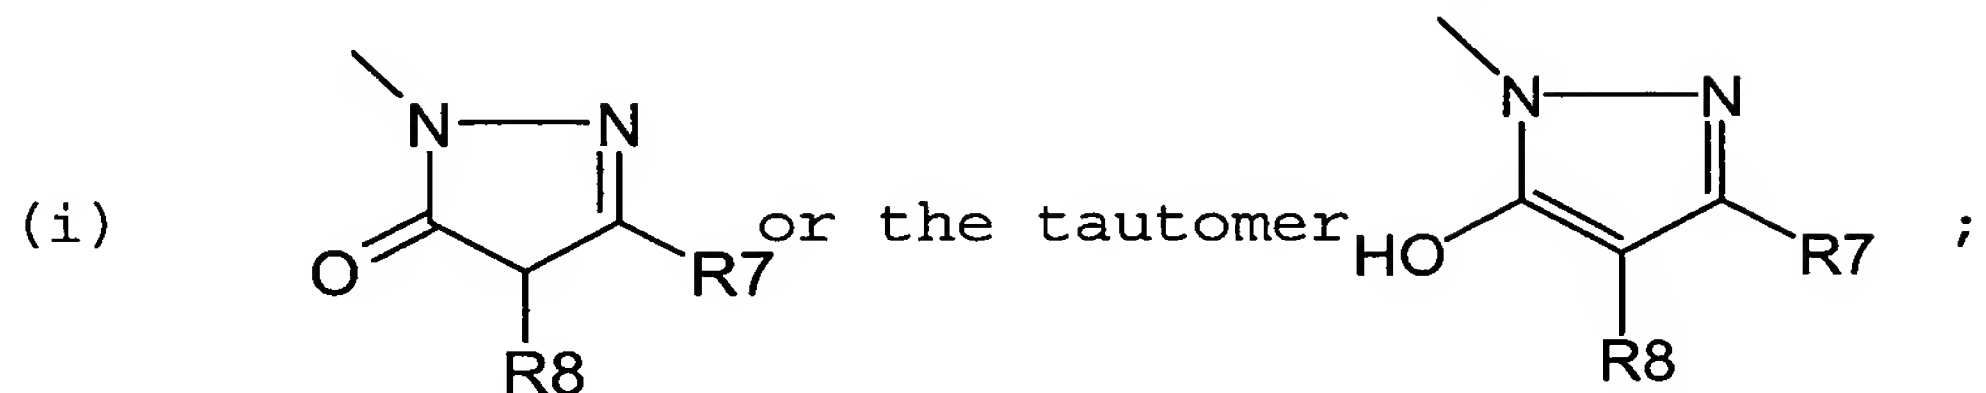 N N N N
(i) O R7 or the tautomer HO R7 ;
R8 R8